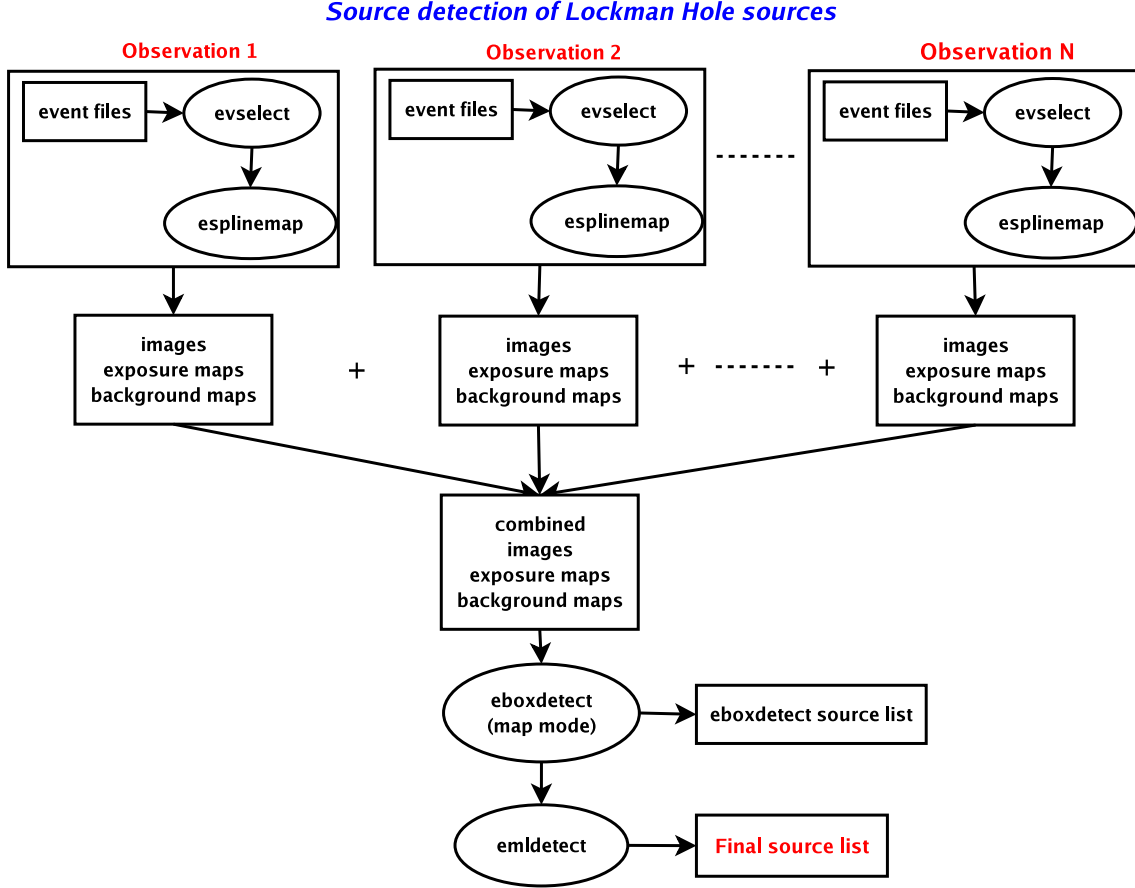 Source detection of Lockman Hole sources
Observation 1
Observation 2
Observation N
event files
evselect
esplinemap
event files
evselect
esplinemap
event files
evselect
esplinemap
images
exposure maps
background maps
+
images
exposure maps
background maps
+ ------- +
images
exposure maps
background maps
combined
images
exposure maps
background maps
eboxdetect
(map mode)
eboxdetect source list
emldetect
Final source list